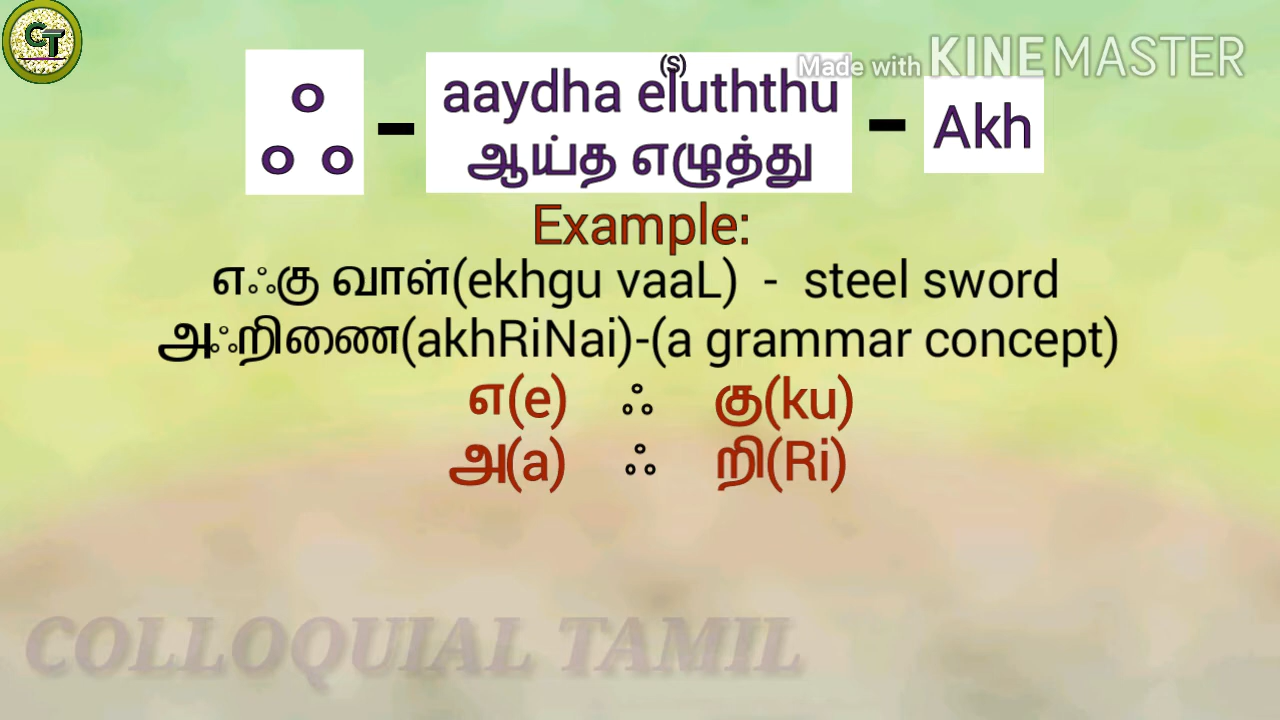 CT
Made with KINEMASTER
ஃ - aaydha eluththu - Akh
(S)
ஆய்த எழுத்து
Example:
எஃகு வாள்(ekhgu vaaL) - steel sword
அஃறிணை(akhRiNai)-(a grammar concept)
எ(e) ஃ கு(ku)
அ(a) ஃ றி(Ri)
COLLOQUIAL TAMIL